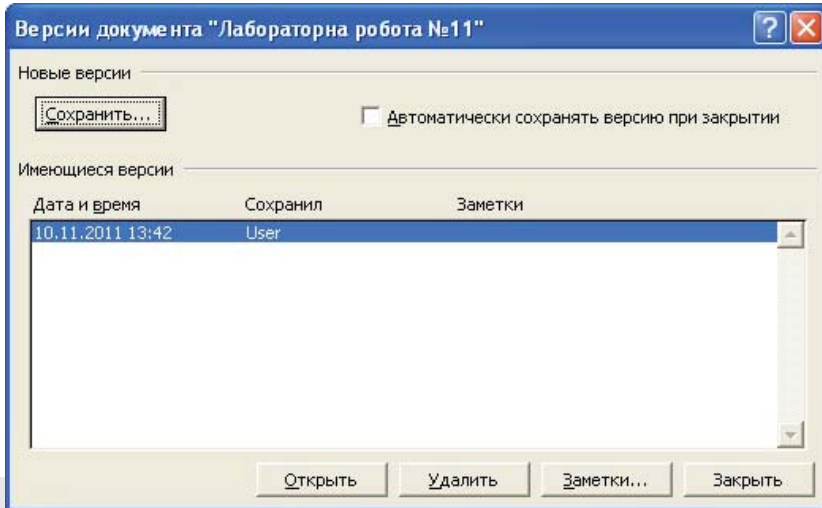 Версии документа "Лабораторна робота №11"
Новые версии
Сохранить...
Автоматически сохранять версию при закрытии
Имеющиеся версии
Дата и время Сохранил Заметки
10.11.2011 13:42 User
Открыть Удалить Заметки... Закрыть